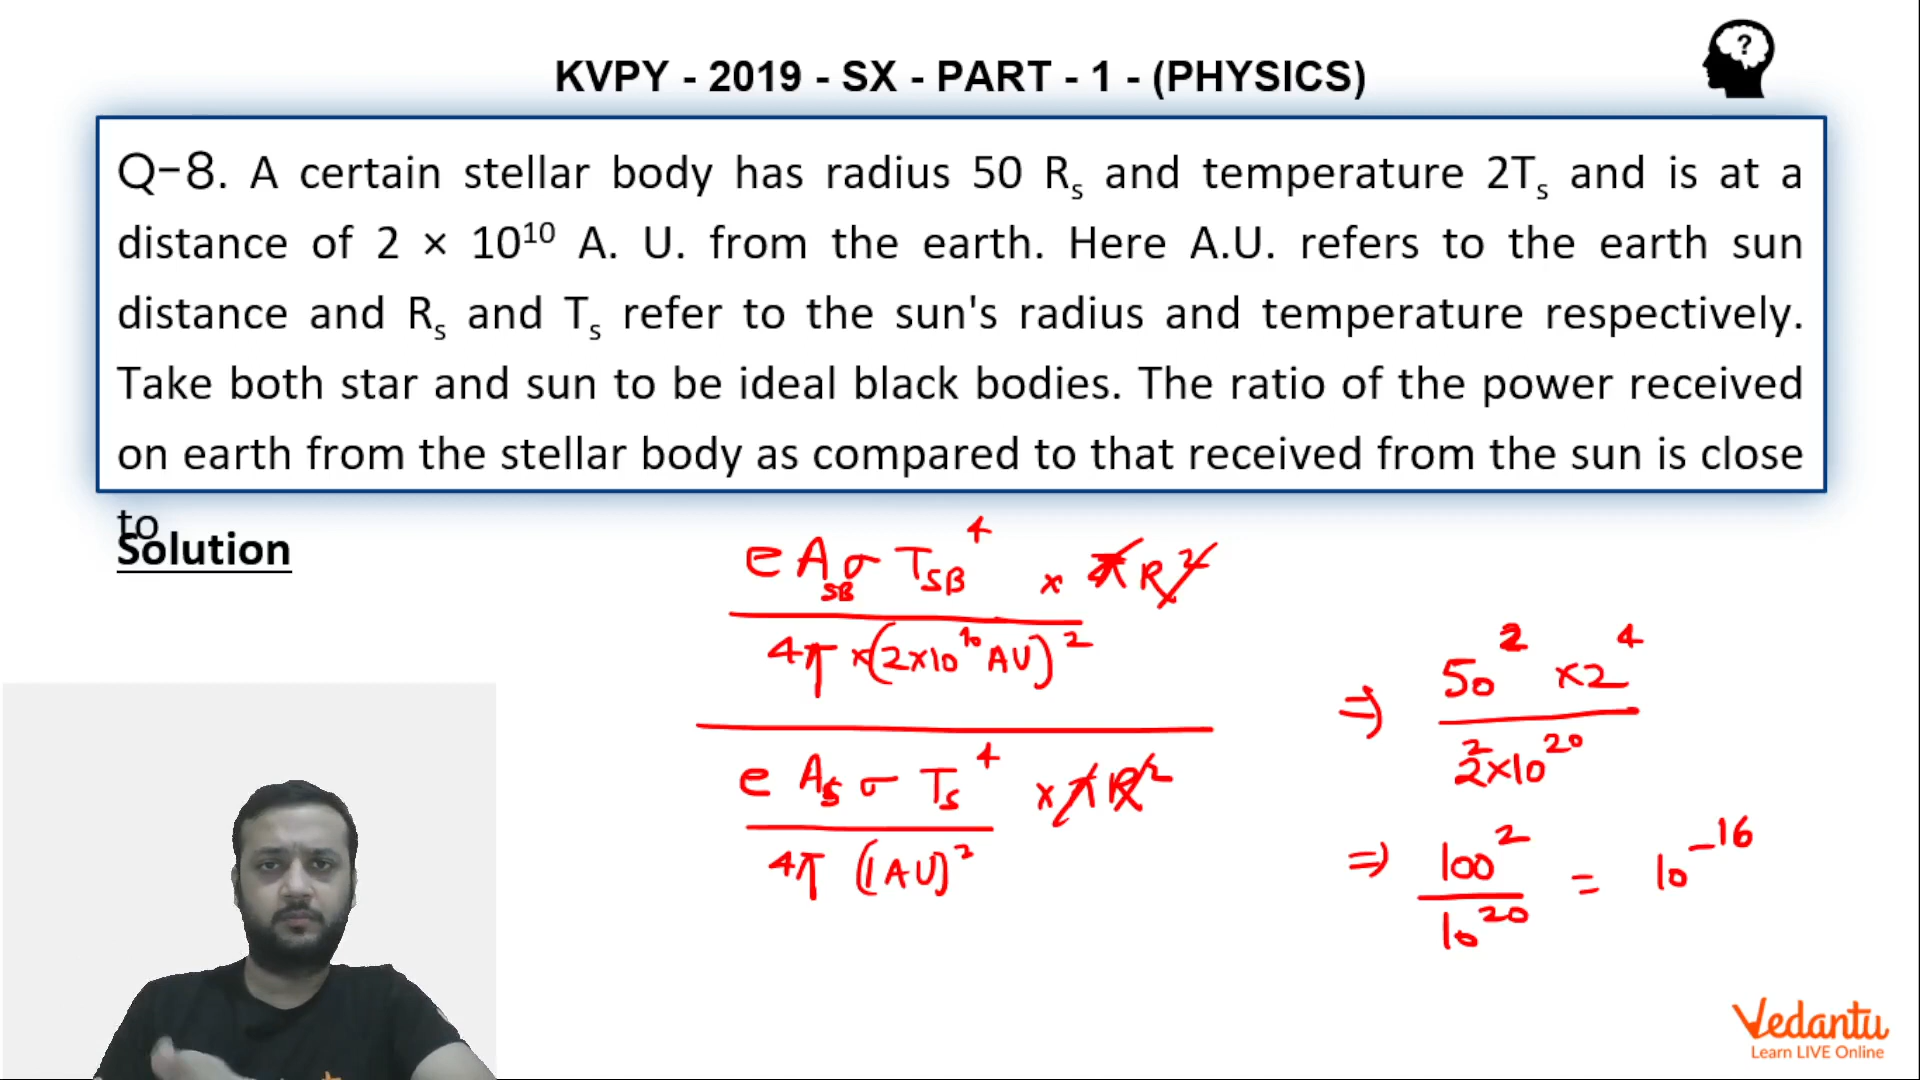 KVPY - 2019 - SX - PART - 1 - (PHYSICS)
?
Q-8. A certain stellar body has radius 50 Rₛ and temperature 2Tₛ and is at a
distance of 2 × 10¹⁰ A. U. from the earth. Here A.U. refers to the earth sun
distance and Rₛ and Tₛ refer to the sun's radius and temperature respectively.
Take both star and sun to be ideal black bodies. The ratio of the power received
on earth from the stellar body as compared to that received from the sun is close
to
Solution
e A_SB σ T_SB⁴ × πR²
4π × (2×10¹⁰ AU)²
e A_S σ T_S⁴ × πR²
4π (1 AU)²
⇒ 50² × 2⁴
2² × 10²⁰
⇒ 100² = 10⁻¹⁶
10²⁰
Vedantu
Learn LIVE Online